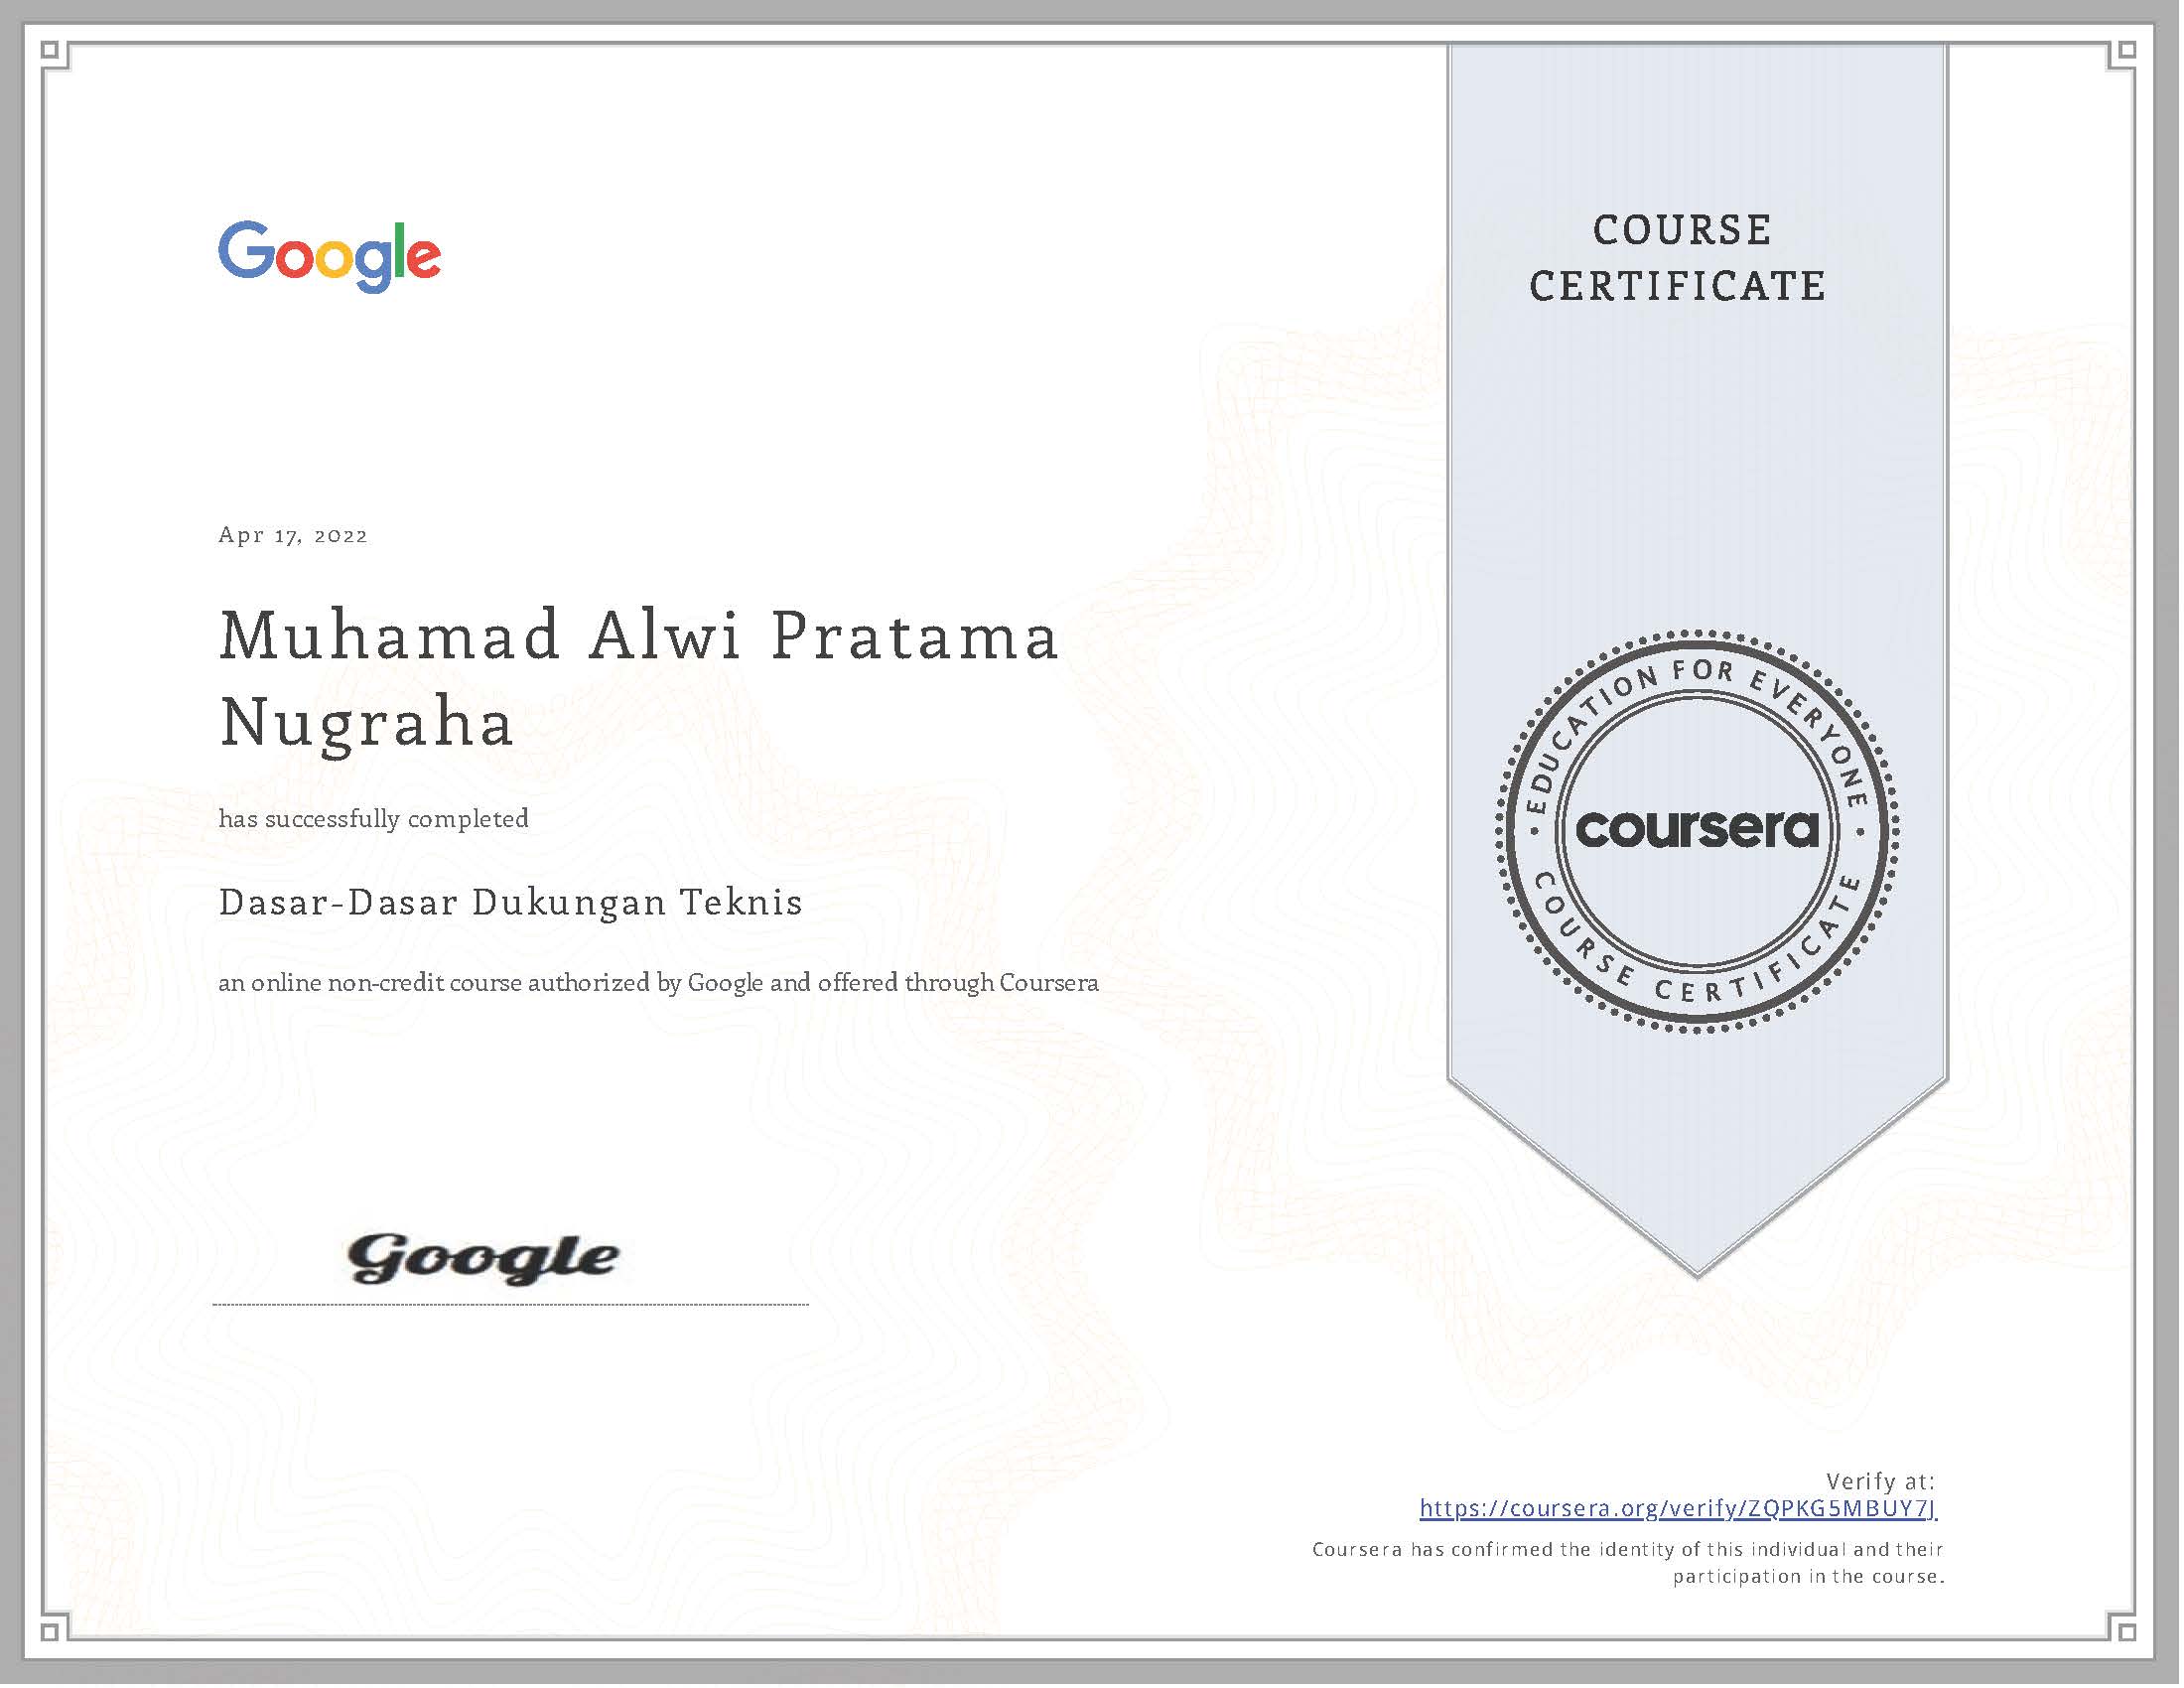 Google
COURSE
CERTIFICATE
Apr 17, 2022
Muhamad Alwi Pratama
Nugraha
has successfully completed
Dasar-Dasar Dukungan Teknis
an online non-credit course authorized by Google and offered through Coursera
EDUCATION FOR EVERYONE
coursera
COURSE CERTIFICATE
Google
Verify at:
https://coursera.org/verify/ZQPKG5MBUY7J
Coursera has confirmed the identity of this individual and their
participation in the course.